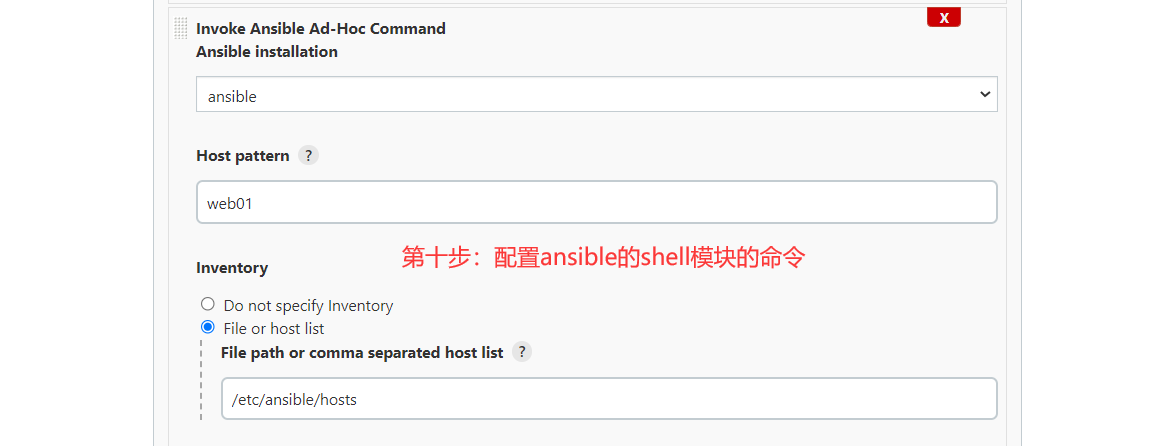 X
Invoke Ansible Ad-Hoc Command
Ansible installation
ansible
Host pattern ?
web01
第十步：配置ansible的shell模块的命令
Inventory
Do not specify Inventory
File or host list
File path or comma separated host list ?
/etc/ansible/hosts